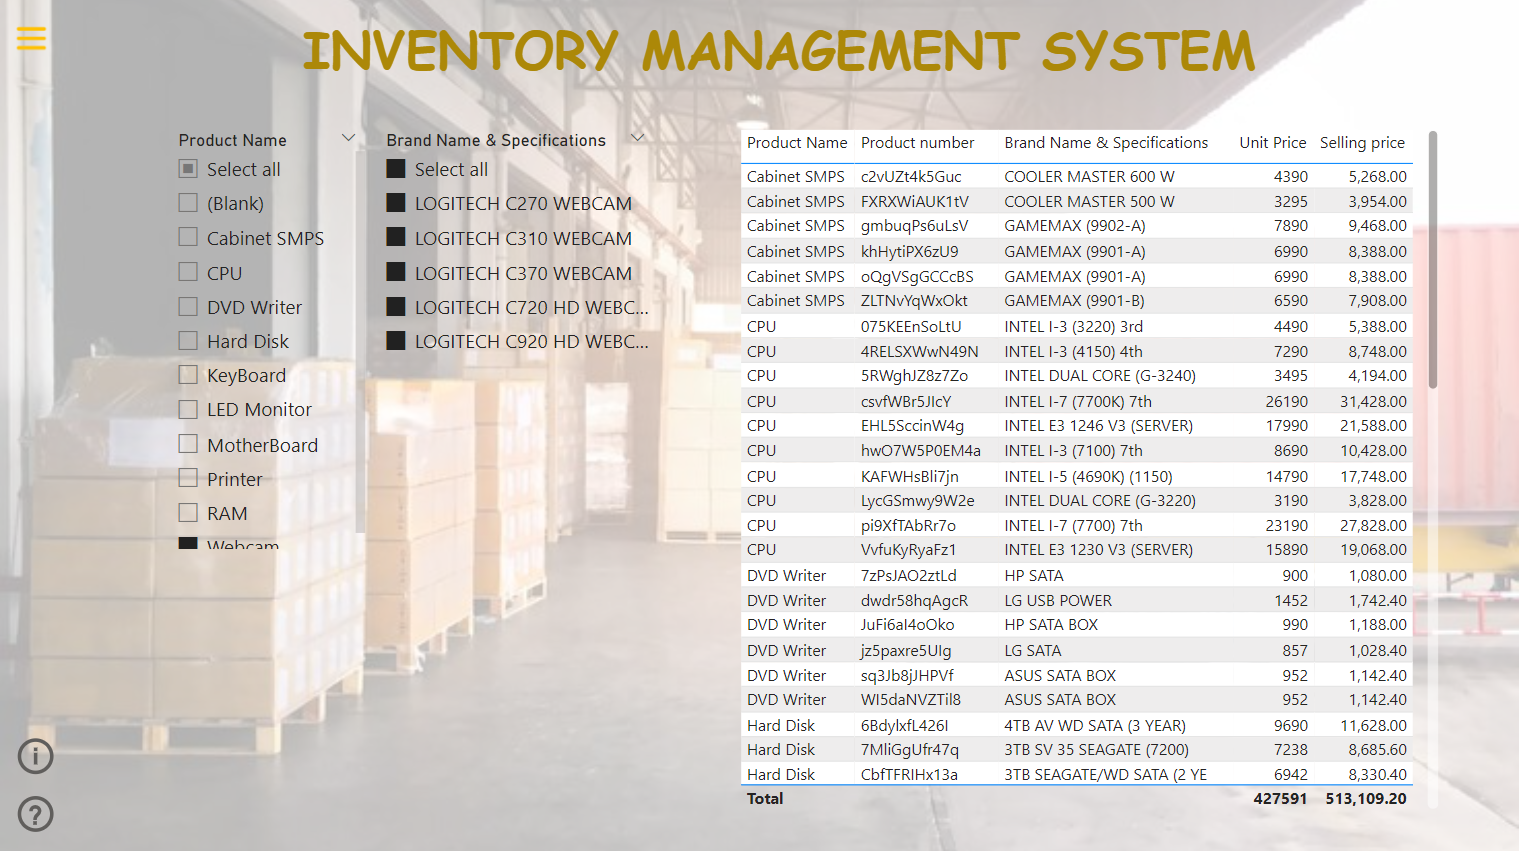 INVENTORY MANAGEMENT SYSTEM
Product Name
Select all
(Blank)
Cabinet SMPS
CPU
DVD Writer
Hard Disk
KeyBoard
LED Monitor
MotherBoard
Printer
RAM
Webcam
Brand Name & Specifications
Select all
LOGITECH C270 WEBCAM
LOGITECH C310 WEBCAM
LOGITECH C370 WEBCAM
LOGITECH C720 HD WEBC...
LOGITECH C920 HD WEBC...
Product Name Product number Brand Name & Specifications Unit Price Selling price
Cabinet SMPS c2vUZt4k5Guc COOLER MASTER 600 W 4390 5,268.00
Cabinet SMPS FXRXWiAUK1tV COOLER MASTER 500 W 3295 3,954.00
Cabinet SMPS gmbuqPs6uLsV GAMEMAX (9902-A) 7890 9,468.00
Cabinet SMPS khHytiPX6zU9 GAMEMAX (9901-A) 6990 8,388.00
Cabinet SMPS oQgVSgGCCcBS GAMEMAX (9901-A) 6990 8,388.00
Cabinet SMPS ZLTNvYqWxOkt GAMEMAX (9901-B) 6590 7,908.00
CPU 075KEEnSoLtU INTEL I-3 (3220) 3rd 4490 5,388.00
CPU 4RELSXWwN49N INTEL I-3 (4150) 4th 7290 8,748.00
CPU 5RWghJZ8z7Zo INTEL DUAL CORE (G-3240) 3495 4,194.00
CPU csvfWBr5JIcY INTEL I-7 (7700K) 7th 26190 31,428.00
CPU EHL5SccinW4g INTEL E3 1246 V3 (SERVER) 17990 21,588.00
CPU hwO7W5P0EM4a INTEL I-3 (7100) 7th 8690 10,428.00
CPU KAFWHsBli7jn INTEL I-5 (4690K) (1150) 14790 17,748.00
CPU LycGSmwy9W2e INTEL DUAL CORE (G-3220) 3190 3,828.00
CPU pi9XfTAbRr7o INTEL I-7 (7700) 7th 23190 27,828.00
CPU VvfuKyRyaFz1 INTEL E3 1230 V3 (SERVER) 15890 19,068.00
DVD Writer 7zPsJAO2ztLd HP SATA 900 1,080.00
DVD Writer dwdr58hqAgcR LG USB POWER 1452 1,742.40
DVD Writer JuFi6aI4oOko HP SATA BOX 990 1,188.00
DVD Writer jz5paxre5UIg LG SATA 857 1,028.40
DVD Writer sq3Jb8jJHPVf ASUS SATA BOX 952 1,142.40
DVD Writer WI5daNVZTil8 ASUS SATA BOX 952 1,142.40
Hard Disk 6BdylxfL426I 4TB AV WD SATA (3 YEAR) 9690 11,628.00
Hard Disk 7MliGgUfr47q 3TB SV 35 SEAGATE (7200) 7238 8,685.60
Hard Disk CbfTFRIHx13a 3TB SEAGATE/WD SATA (2 YE 6942 8,330.40
Total 427591 513,109.20